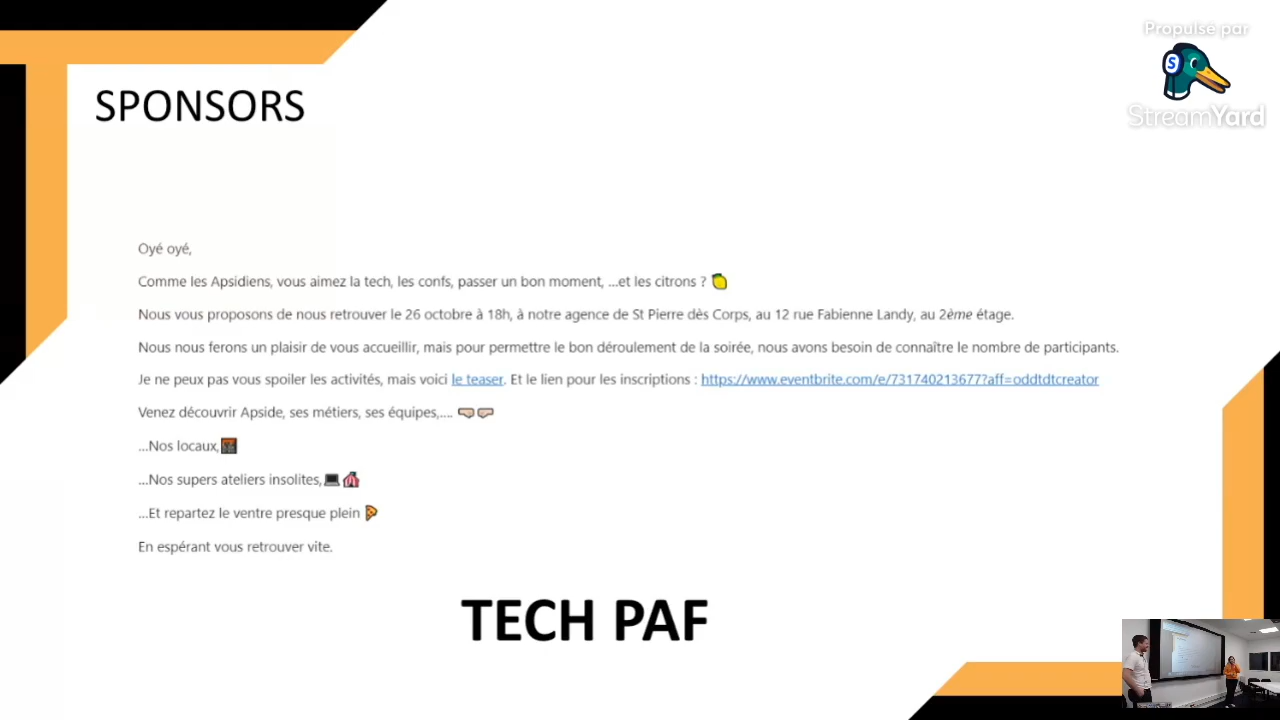 Propulsé par
StreamYard
SPONSORS
Oyé oyé,
Comme les Apsidiens, vous aimez la tech, les confs, passer un bon moment, ...et les citrons ? 🍋
Nous vous proposons de nous retrouver le 26 octobre à 18h, à notre agence de St Pierre dès Corps, au 12 rue Fabienne Landy, au 2ème étage.
Nous nous ferons un plaisir de vous accueillir, mais pour permettre le bon déroulement de la soirée, nous avons besoin de connaître le nombre de participants.
Je ne peux pas vous spoiler les activités, mais voici le teaser. Et le lien pour les inscriptions : https://www.eventbrite.com/e/731740213677?aff=oddtdtcreator
Venez découvrir Apside, ses métiers, ses équipes,....
...Nos locaux,
...Nos supers ateliers insolites,💻🎪
...Et repartez le ventre presque plein 🍕
En espérant vous retrouver vite.
TECH PAF